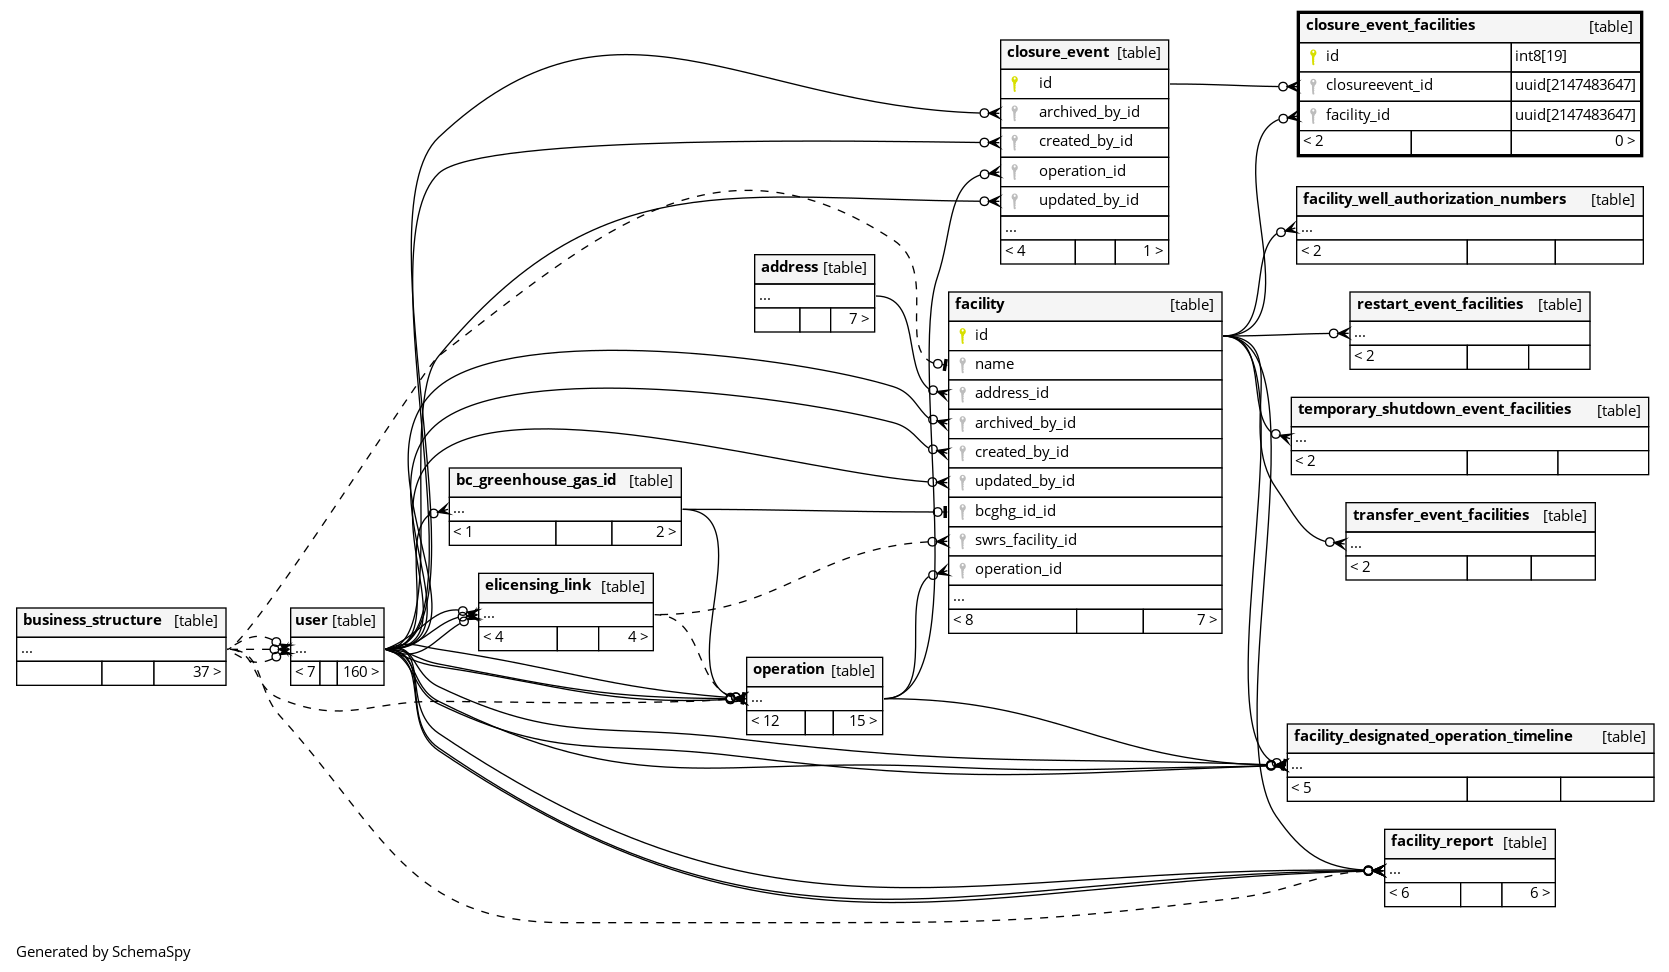 closure_event_facilities [table]
id int8[19]
closureevent_id uuid[2147483647]
facility_id uuid[2147483647]
< 2 0 >
closure_event [table]
id
archived_by_id
created_by_id
operation_id
updated_by_id
...
< 4 1 >
facility_well_authorization_numbers [table]
...
< 2
address [table]
...
7 >
facility [table]
id
name
address_id
archived_by_id
created_by_id
updated_by_id
bcghg_id_id
swrs_facility_id
operation_id
...
< 8 7 >
restart_event_facilities [table]
...
< 2
temporary_shutdown_event_facilities [table]
...
< 2
bc_greenhouse_gas_id [table]
...
< 1 2 >
transfer_event_facilities [table]
...
< 2
elicensing_link [table]
...
< 4 4 >
business_structure [table]
...
37 >
user [table]
...
< 7 160 >
operation [table]
...
< 12 15 >
facility_designated_operation_timeline [table]
...
< 5
facility_report [table]
...
< 6 6 >
Generated by SchemaSpy